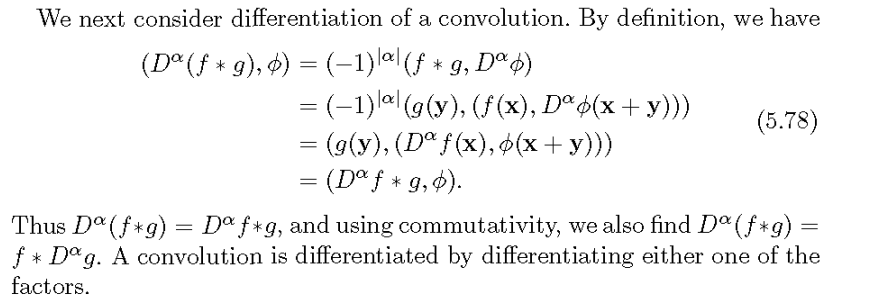 We next consider differentiation of a convolution. By definition, we have
(D^α(f ∗ g), ϕ) = (−1)^{|α|}(f ∗ g, D^αϕ)
= (−1)^{|α|}(g(y), (f(x), D^αϕ(x + y)))
= (g(y), (D^αf(x), ϕ(x + y)))
(5.78)
= (D^αf ∗ g, ϕ).
Thus D^α(f∗g) = D^αf∗g, and using commutativity, we also find D^α(f∗g) =
f ∗ D^αg. A convolution is differentiated by differentiating either one of the
factors.